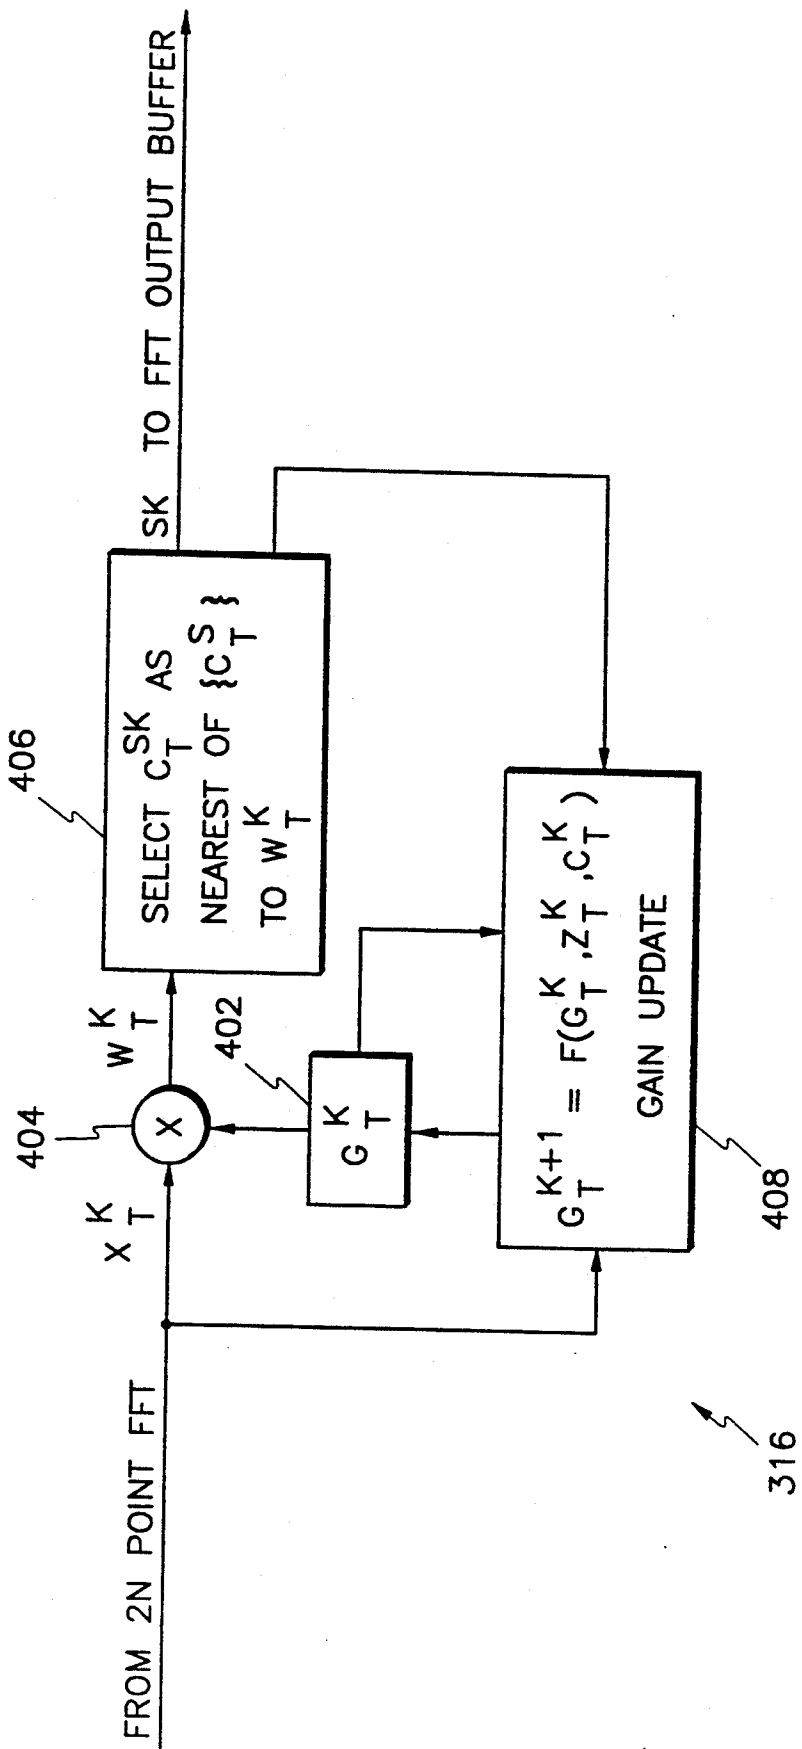 FROM 2N POINT FFT
X_T^K
404
W_T^K
402
G_T^K
406
SELECT C_T^SK AS
NEAREST OF {C_T^S}
TO W_T^K
SK TO FFT OUTPUT BUFFER
G_T^K+1 = F(G_T^K, Z_T^K, C_T^K)
GAIN UPDATE
408
316